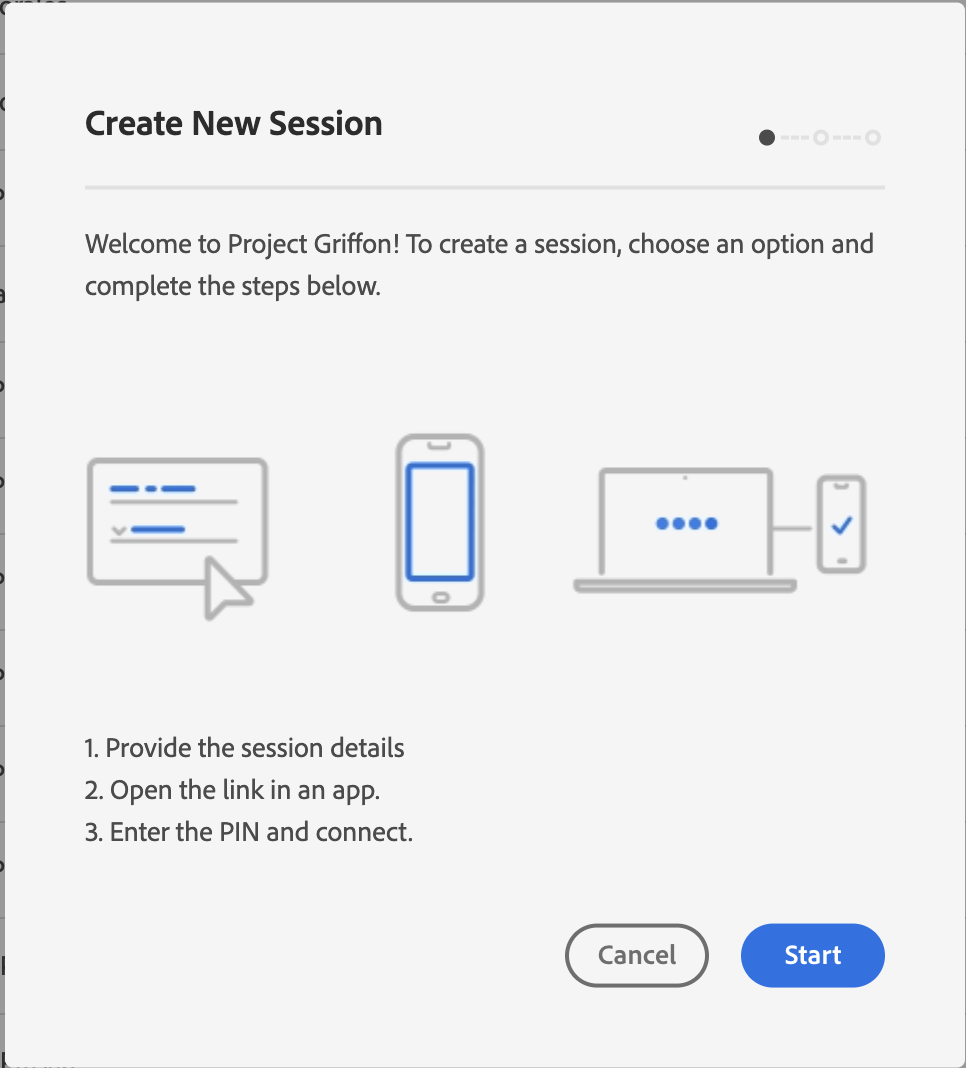 Create New Session
Welcome to Project Griffon! To create a session, choose an option and
complete the steps below.
1. Provide the session details
2. Open the link in an app.
3. Enter the PIN and connect.
Cancel
Start